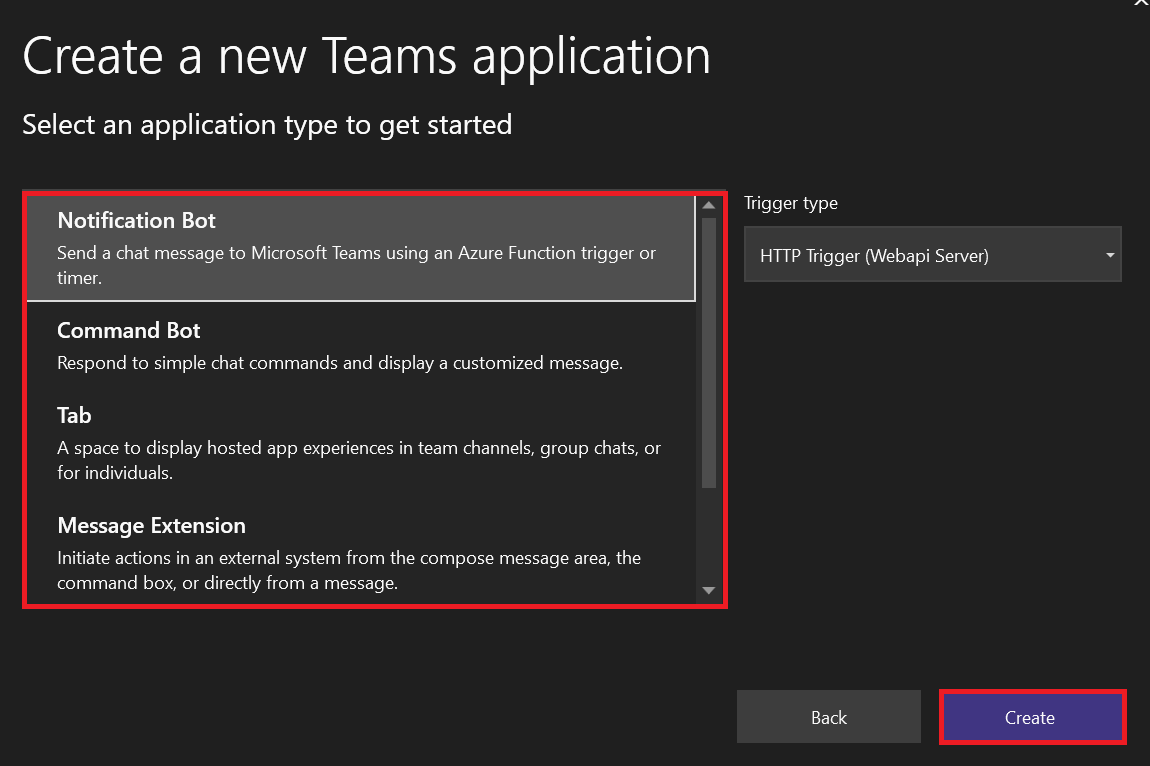 Create a new Teams application
Select an application type to get started
Notification Bot
Send a chat message to Microsoft Teams using an Azure Function trigger or
timer.
Command Bot
Respond to simple chat commands and display a customized message.
Tab
A space to display hosted app experiences in team channels, group chats, or
for individuals.
Message Extension
Initiate actions in an external system from the compose message area, the
command box, or directly from a message.
Trigger type
HTTP Trigger (Webapi Server)
Back
Create